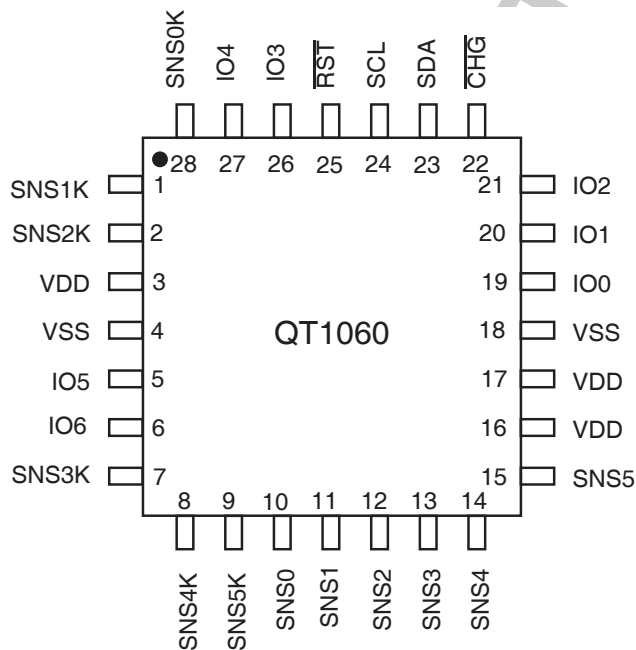 SNS0K
IO4
IO3
RST
SCL
SDA
CHG
28
27
26
25
24
23
22
SNS1K 1
SNS2K 2
VDD 3
VSS 4
IO5 5
IO6 6
SNS3K 7
QT1060
21 IO2
20 IO1
19 IO0
18 VSS
17 VDD
16 VDD
15 SNS5
8
9
10
11
12
13
14
SNS4K
SNS5K
SNS0
SNS1
SNS2
SNS3
SNS4